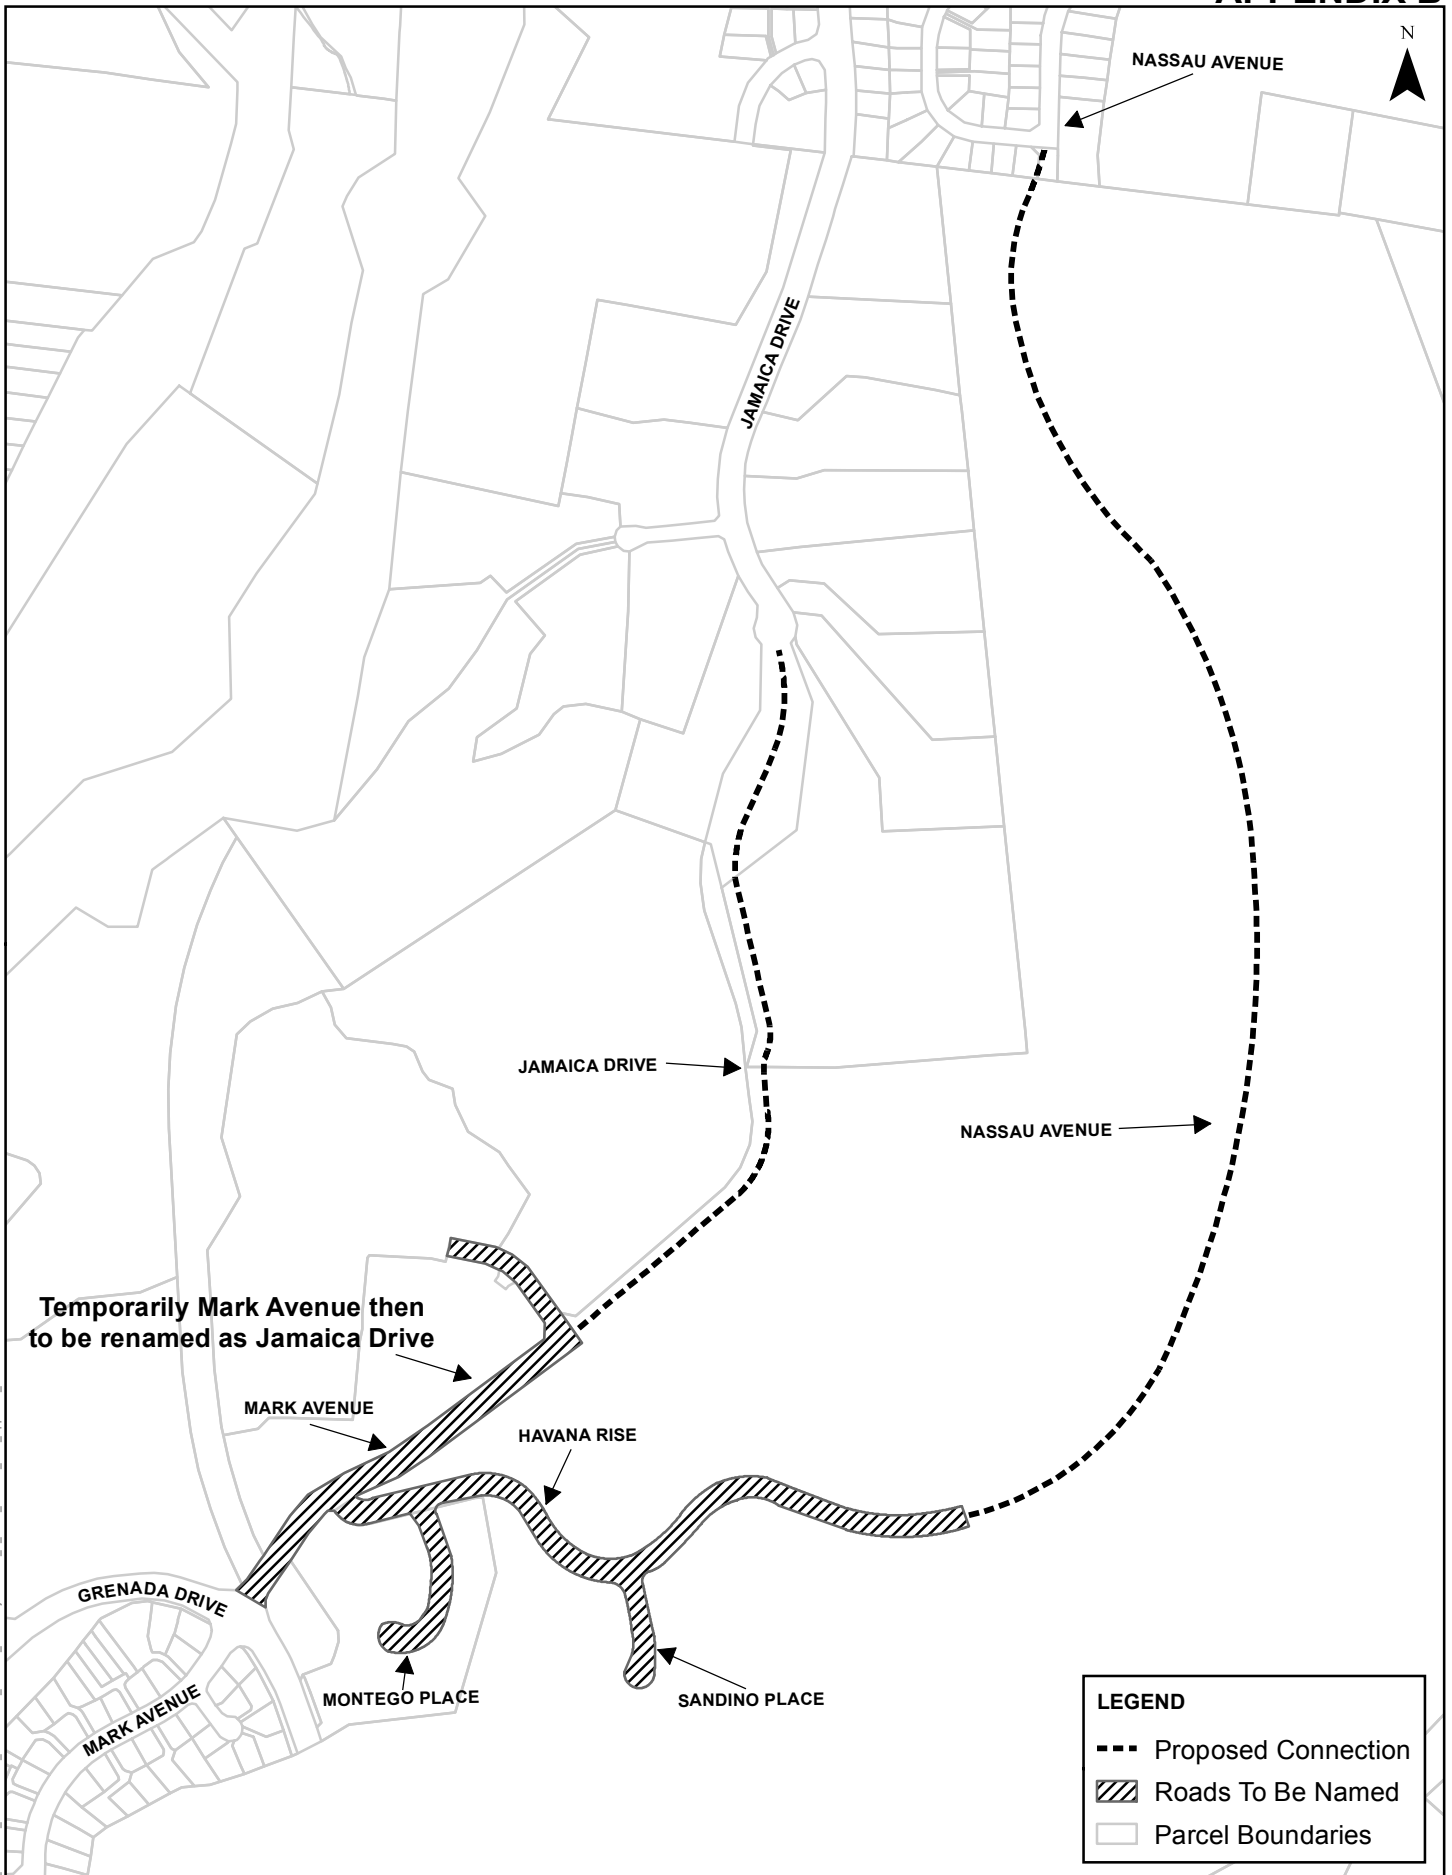 N
NASSAU AVENUE
JAMAICA DRIVE
JAMAICA DRIVE
NASSAU AVENUE
Temporarily Mark Avenue then
to be renamed as Jamaica Drive
MARK AVENUE
HAVANA RISE
GRENADA DRIVE
MONTEGO PLACE
SANDINO PLACE
MARK AVENUE
LEGEND
Proposed Connection
Roads To Be Named
Parcel Boundaries